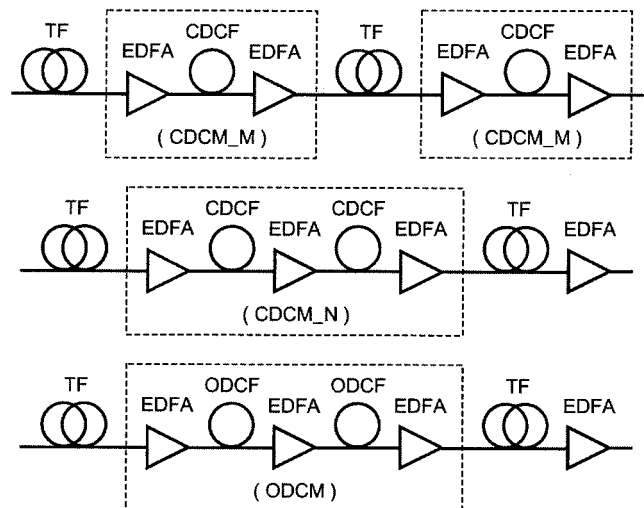 TF EDFA CDCF EDFA TF EDFA CDCF EDFA
( CDCM_M ) ( CDCM_M )
TF EDFA CDCF EDFA CDCF EDFA TF EDFA
( CDCM_N )
TF EDFA ODCF EDFA ODCF EDFA TF EDFA
( ODCM )